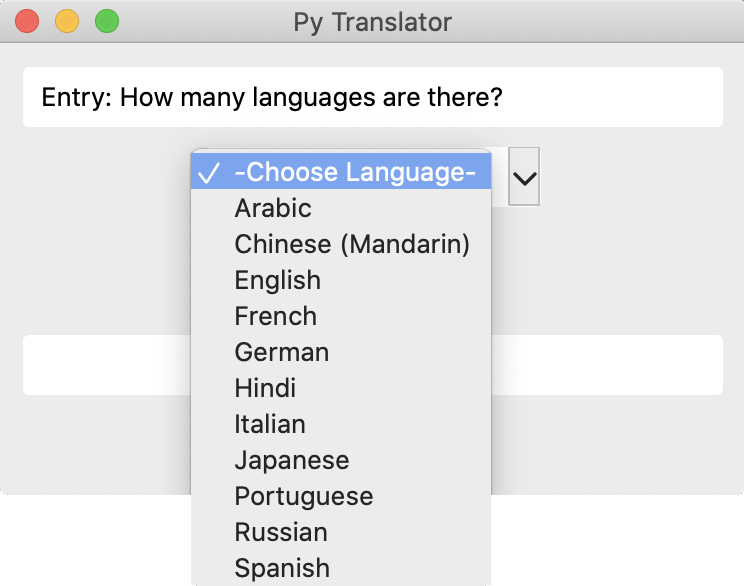 Py Translator
Entry: How many languages are there?
-Choose Language-
Arabic
Chinese (Mandarin)
English
French
German
Hindi
Italian
Japanese
Portuguese
Russian
Spanish